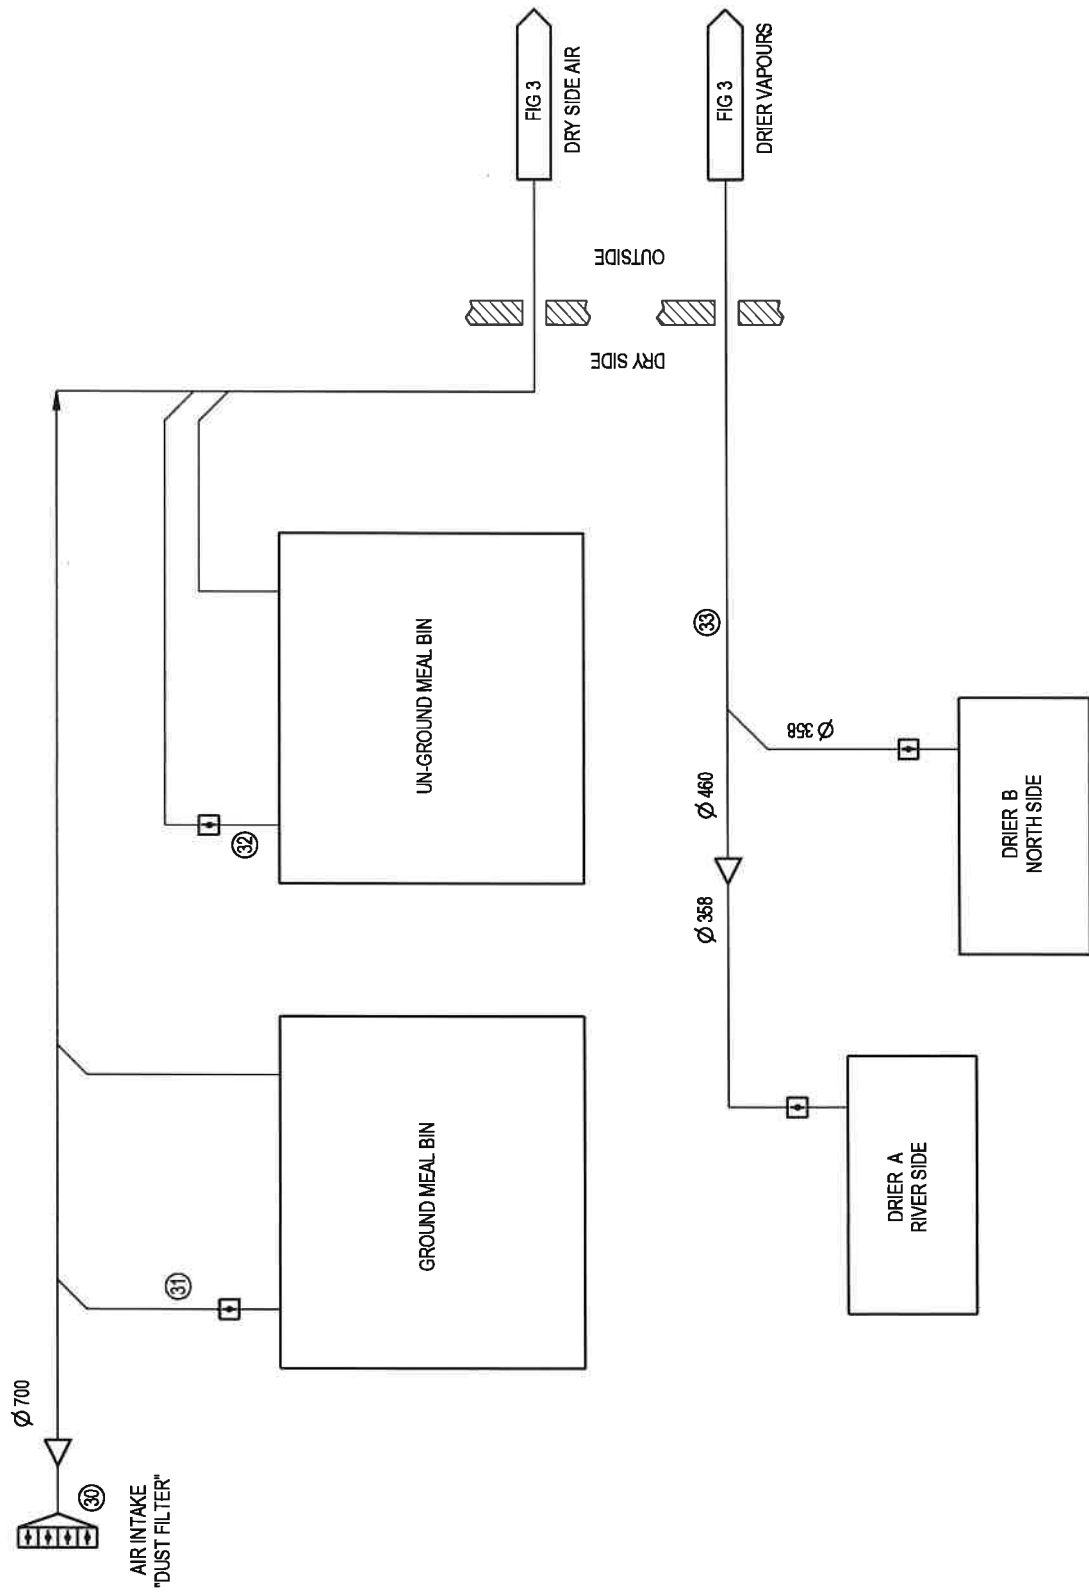 Ø 700
30
AIR INTAKE
"DUST FILTER"
31
GROUND MEAL BIN
32
UN-GROUND MEAL BIN
FIG 3
DRY SIDE AIR
DRY SIDE
OUTSIDE
FIG 3
DRIER VAPOURS
33
Ø 358
Ø 460
Ø 358
DRIER A
RIVER SIDE
DRIER B
NORTH SIDE